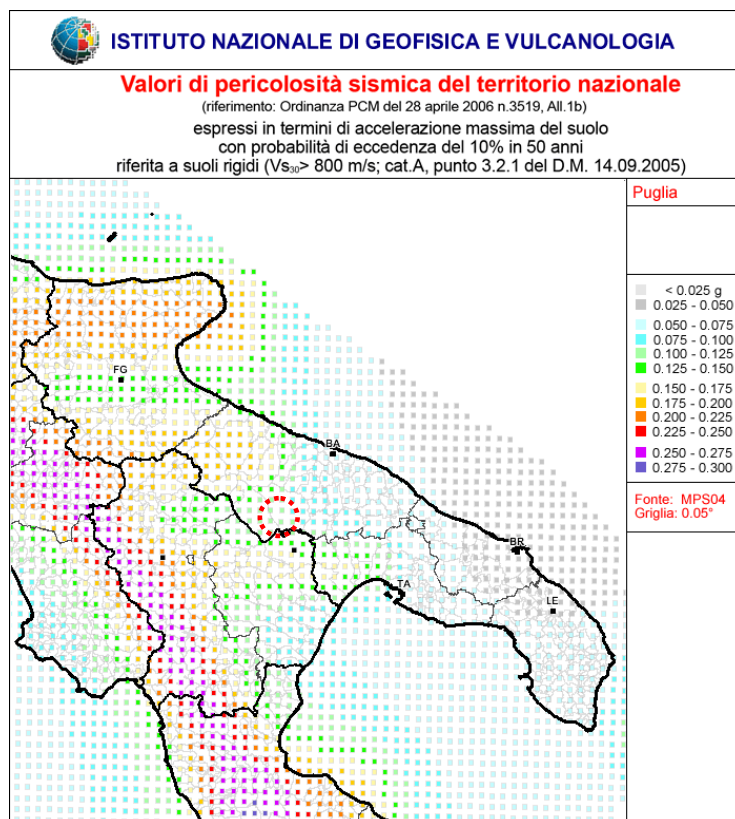 ISTITUTO NAZIONALE DI GEOFISICA E VULCANOLOGIA
Valori di pericolosità sismica del territorio nazionale
(riferimento: Ordinanza PCM del 28 aprile 2006 n.3519, All.1b)
espressi in termini di accelerazione massima del suolo
con probabilità di eccedenza del 10% in 50 anni
riferita a suoli rigidi (Vs₃₀> 800 m/s; cat.A, punto 3.2.1 del D.M. 14.09.2005)
Puglia
< 0.025 g
0.025 - 0.050
0.050 - 0.075
0.075 - 0.100
0.100 - 0.125
0.125 - 0.150
0.150 - 0.175
0.175 - 0.200
0.200 - 0.225
0.225 - 0.250
0.250 - 0.275
0.275 - 0.300
Fonte: MPS04
Griglia: 0.05°
FG
BA
BR
TA
LE